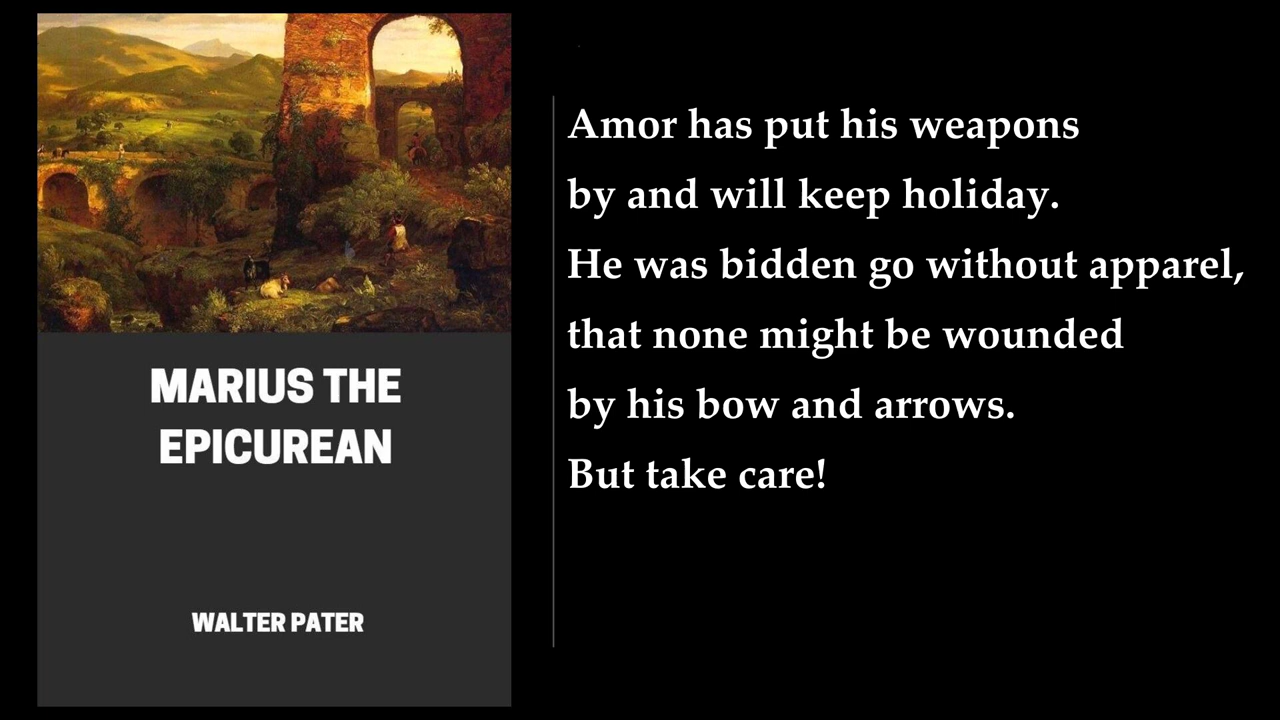 MARIUS THE
EPICUREAN
WALTER PATER
Amor has put his weapons
by and will keep holiday.
He was bidden go without apparel,
that none might be wounded
by his bow and arrows.
But take care!